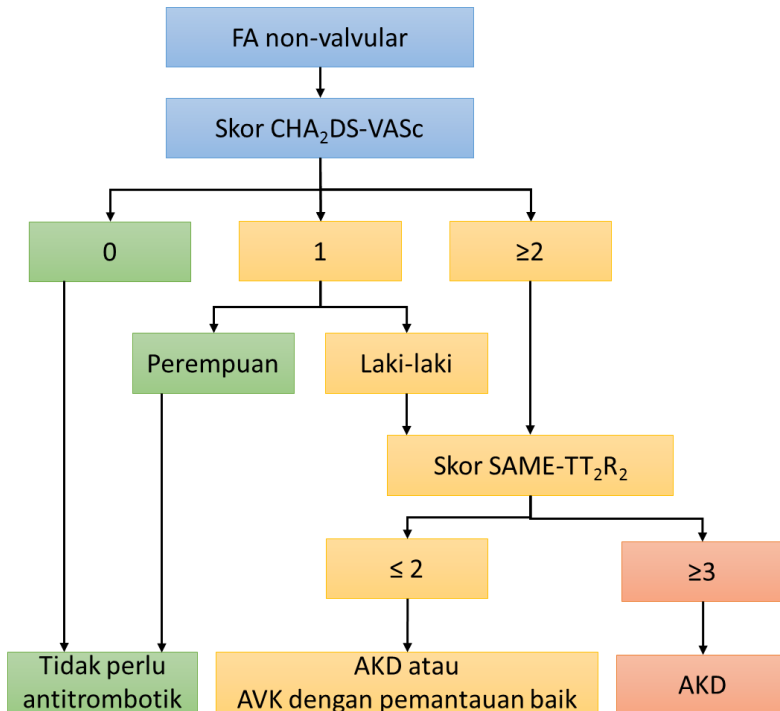 FA non-valvular
Skor CHA₂DS-VASc
0
1
≥2
Perempuan
Laki-laki
Skor SAME-TT₂R₂
≤ 2
≥3
Tidak perlu
antitrombotik
AKD atau
AVK dengan pemantauan baik
AKD